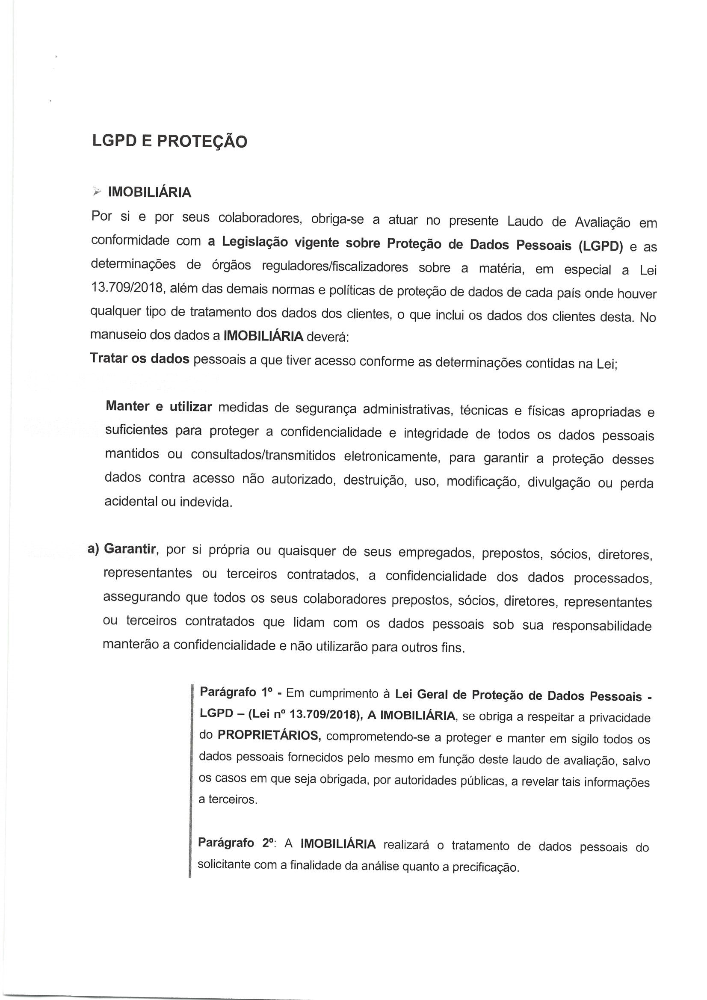 LGPD E PROTEÇÃO
➢ IMOBILIÁRIA
Por si e por seus colaboradores, obriga-se a atuar no presente Laudo de Avaliação em
conformidade com a Legislação vigente sobre Proteção de Dados Pessoais (LGPD) e as
determinações de órgãos reguladores/fiscalizadores sobre a matéria, em especial a Lei
13.709/2018, além das demais normas e políticas de proteção de dados de cada país onde houver
qualquer tipo de tratamento dos dados dos clientes, o que inclui os dados dos clientes desta. No
manuseio dos dados a IMOBILIÁRIA deverá:
Tratar os dados pessoais a que tiver acesso conforme as determinações contidas na Lei;
Manter e utilizar medidas de segurança administrativas, técnicas e físicas apropriadas e
suficientes para proteger a confidencialidade e integridade de todos os dados pessoais
mantidos ou consultados/transmitidos eletronicamente, para garantir a proteção desses
dados contra acesso não autorizado, destruição, uso, modificação, divulgação ou perda
acidental ou indevida.
a) Garantir, por si própria ou quaisquer de seus empregados, prepostos, sócios, diretores,
representantes ou terceiros contratados, a confidencialidade dos dados processados,
assegurando que todos os seus colaboradores prepostos, sócios, diretores, representantes
ou terceiros contratados que lidam com os dados pessoais sob sua responsabilidade
manterão a confidencialidade e não utilizarão para outros fins.
Parágrafo 1º - Em cumprimento à Lei Geral de Proteção de Dados Pessoais -
LGPD – (Lei nº 13.709/2018), A IMOBILIÁRIA, se obriga a respeitar a privacidade
do PROPRIETÁRIOS, comprometendo-se a proteger e manter em sigilo todos os
dados pessoais fornecidos pelo mesmo em função deste laudo de avaliação, salvo
os casos em que seja obrigada, por autoridades públicas, a revelar tais informações
a terceiros.
Parágrafo 2º: A IMOBILIÁRIA realizará o tratamento de dados pessoais do
solicitante com a finalidade da análise quanto a precificação.